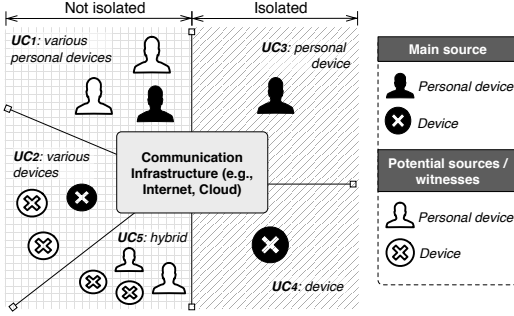 Not isolated
Isolated
UC1: various
personal devices
UC3: personal
device
UC2: various
devices
Communication
Infrastructure (e.g.,
Internet, Cloud)
UC5: hybrid
UC4: device
Main source
Personal device
Device
Potential sources /
witnesses
Personal device
Device